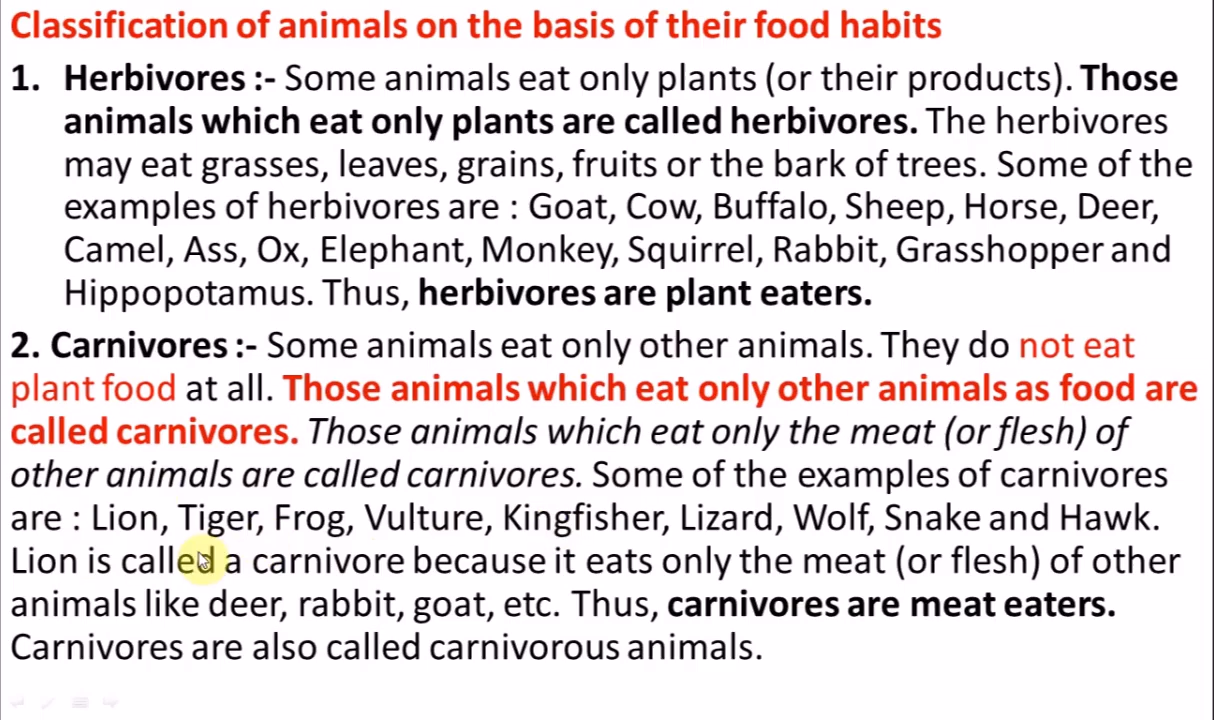 Classification of animals on the basis of their food habits
1. Herbivores :- Some animals eat only plants (or their products). Those
animals which eat only plants are called herbivores. The herbivores
may eat grasses, leaves, grains, fruits or the bark of trees. Some of the
examples of herbivores are : Goat, Cow, Buffalo, Sheep, Horse, Deer,
Camel, Ass, Ox, Elephant, Monkey, Squirrel, Rabbit, Grasshopper and
Hippopotamus. Thus, herbivores are plant eaters.
2. Carnivores :- Some animals eat only other animals. They do not eat
plant food at all. Those animals which eat only other animals as food are
called carnivores. Those animals which eat only the meat (or flesh) of
other animals are called carnivores. Some of the examples of carnivores
are : Lion, Tiger, Frog, Vulture, Kingfisher, Lizard, Wolf, Snake and Hawk.
Lion is called a carnivore because it eats only the meat (or flesh) of other
animals like deer, rabbit, goat, etc. Thus, carnivores are meat eaters.
Carnivores are also called carnivorous animals.